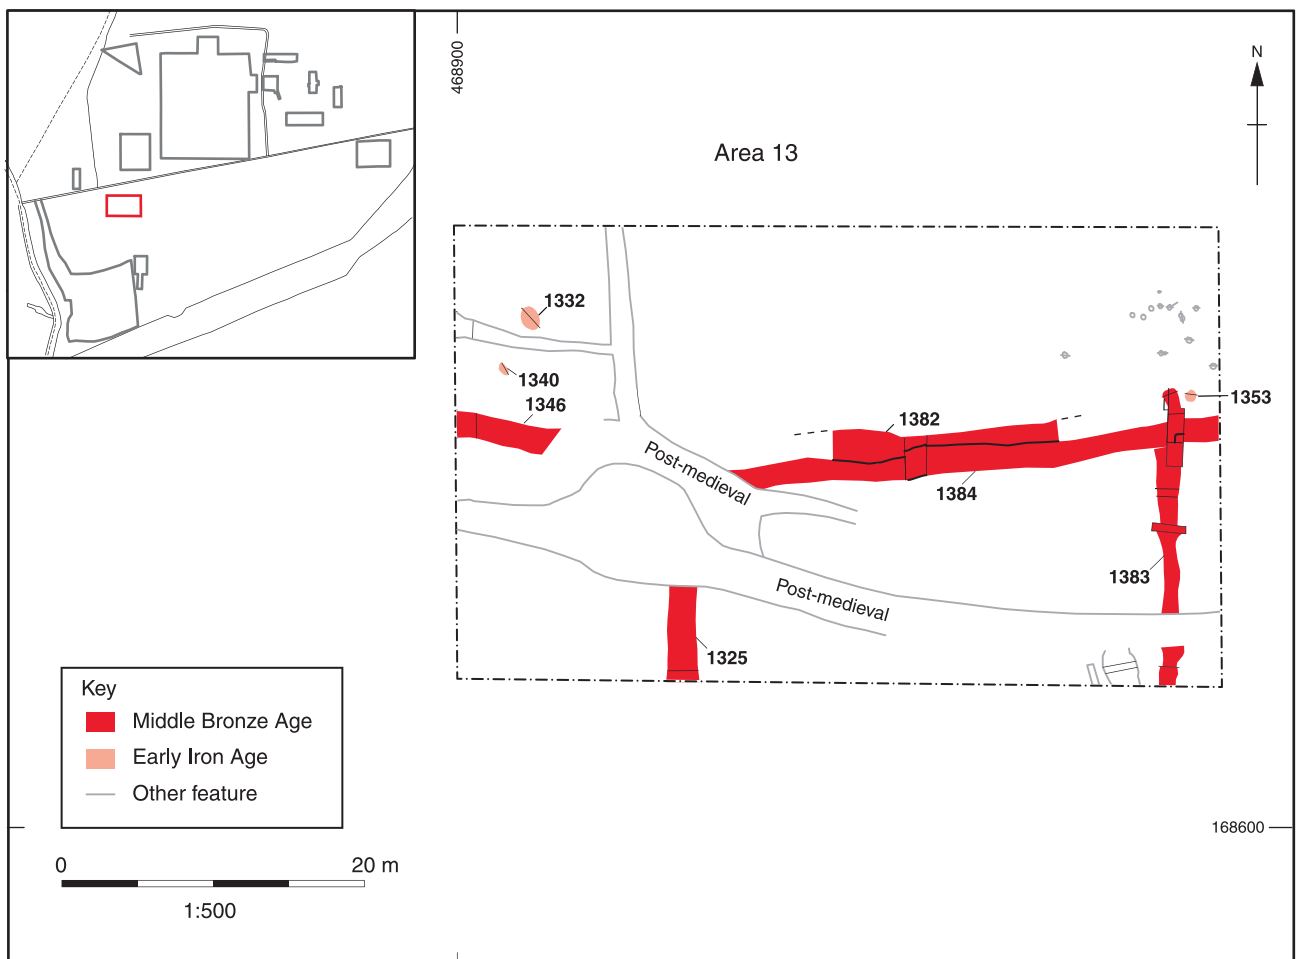 468900
N
Area 13
1332
1340
1346
1382
1353
Post-medieval
1384
1383
Post-medieval
1325
Key
Middle Bronze Age
Early Iron Age
Other feature
168600
0 20 m
1:500